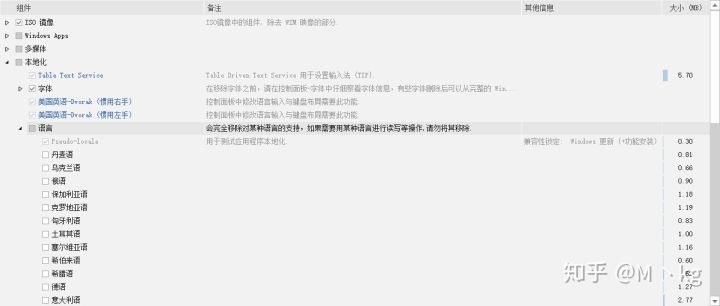 组件 备注 其他信息 大小 (MB)
ISO 镜像 ISO镜像中的组件，除去 WIM 映像的部分.
Windows Apps
多媒体
本地化
Table Text Service Table Driven Text Service 用于设置输入法 (TIP). 5.70
字体 在移除字体之前，请在控制面板-字体中仔细察看字体信息，有些字体删除后可以从完整的 Win...
美国英语-Dvorak (惯用右手) 控制面板中修改语言输入与键盘布局需要此功能.
美国英语-Dvorak (惯用左手) 控制面板中修改语言输入与键盘布局需要此功能.
语言 会完全移除对某种语言的支持，如果需要用某种语言进行读写等操作，请勿将其移除.
Pseudo-locale 用于测试应用程序本地化. 兼容性锁定: Windows 更新 (+功能安装) 0.30
丹麦语 0.81
乌克兰语 0.66
俄语 0.90
保加利亚语 1.18
克罗地亚语 1.19
匈牙利语 0.83
土耳其语 1.00
塞尔维亚语 1.16
希伯来语 0.60
希腊语
德语 1.27
意大利语 2.77
知乎 @M · kg